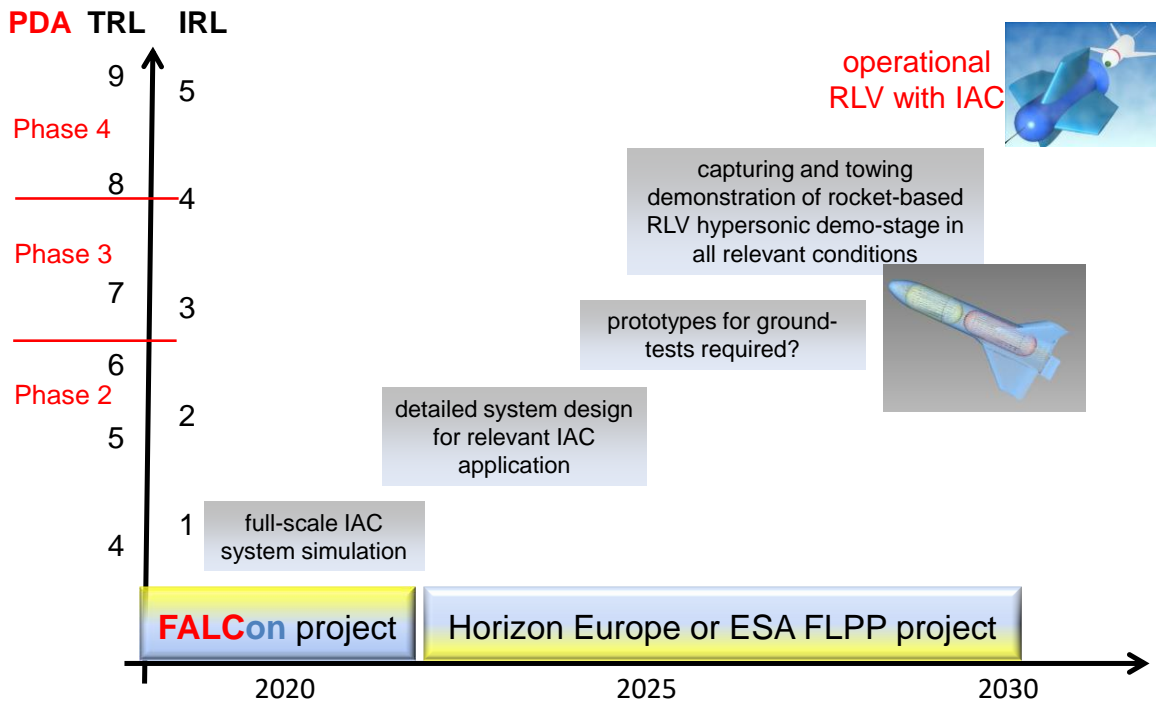 PDA TRL IRL
9
5
operational
RLV with IAC
Phase 4
8
4
capturing and towing
demonstration of rocket-based
RLV hypersonic demo-stage in
all relevant conditions
Phase 3
7
3
prototypes for ground-
tests required?
6
Phase 2
2
5
detailed system design
for relevant IAC
application
1
4
full-scale IAC
system simulation
FALCon project
Horizon Europe or ESA FLPP project
2020
2025
2030